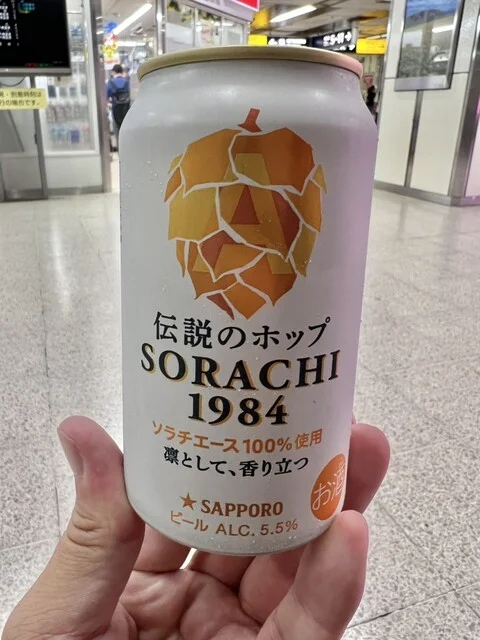 伝説のホップ
SORACHI
1984
ソラチエース100%使用
凛として、香り立つ
お酒
★ SAPPORO
ビール ALC. 5.5%